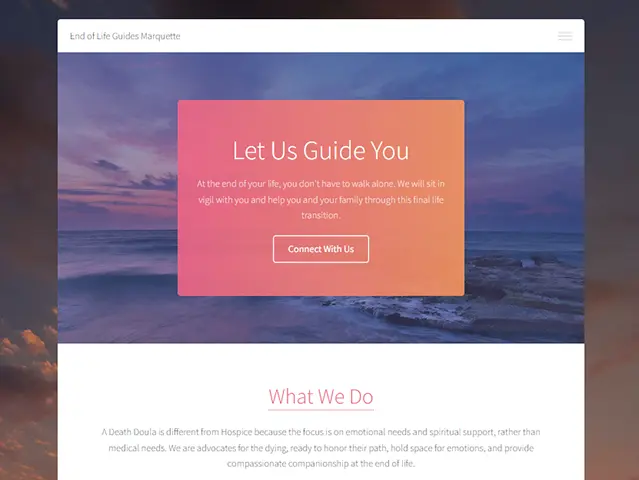 End of Life Guides Marquette
Let Us Guide You
At the end of your life, you don't have to walk alone. We will sit in
vigil with you and help you and your family through this final life
transition.
Connect With Us
What We Do
A Death Doula is different from Hospice because the focus is on emotional needs and spiritual support, rather than
medical needs. We are advocates for the dying, ready to honor their path, hold space for emotions, and provide
compassionate companionship at the end of life.